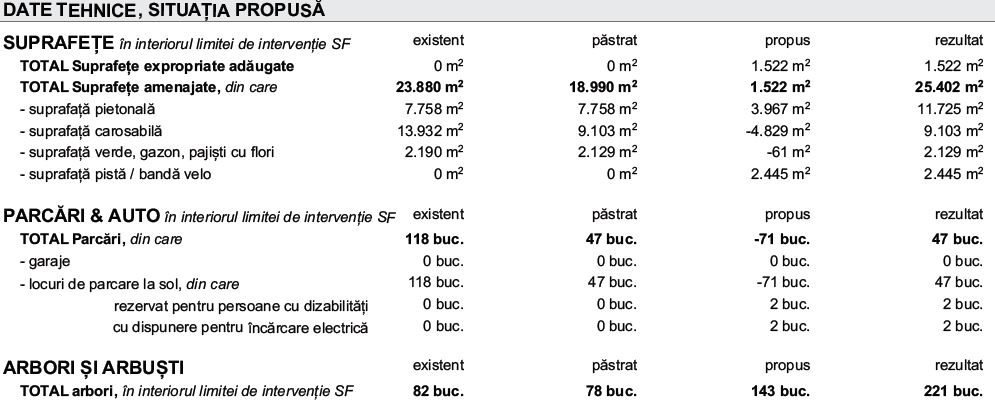 DATE TEHNICE, SITUAȚIA PROPUSĂ
SUPRAFEȚE în interiorul limitei de intervenție SF existent păstrat propus rezultat
TOTAL Suprafețe expropriate adăugate 0 m² 0 m² 1.522 m² 1.522 m²
TOTAL Suprafețe amenajate, din care 23.880 m² 18.990 m² 1.522 m² 25.402 m²
- suprafață pietonală 7.758 m² 7.758 m² 3.967 m² 11.725 m²
- suprafață carosabilă 13.932 m² 9.103 m² -4.829 m² 9.103 m²
- suprafață verde, gazon, pajiști cu flori 2.190 m² 2.129 m² -61 m² 2.129 m²
- suprafață pistă / bandă velo 0 m² 0 m² 2.445 m² 2.445 m²
PARCĂRI & AUTO în interiorul limitei de intervenție SF existent păstrat propus rezultat
TOTAL Parcări, din care 118 buc. 47 buc. -71 buc. 47 buc.
- garaje 0 buc. 0 buc. 0 buc. 0 buc.
- locuri de parcare la sol, din care 118 buc. 47 buc. -71 buc. 47 buc.
rezervat pentru persoane cu dizabilități 0 buc. 0 buc. 2 buc. 2 buc.
cu dispunere pentru încărcare electrică 0 buc. 0 buc. 2 buc. 2 buc.
ARBORI ȘI ARBUȘTI existent păstrat propus rezultat
TOTAL arbori, în interiorul limitei de intervenție SF 82 buc. 78 buc. 143 buc. 221 buc.